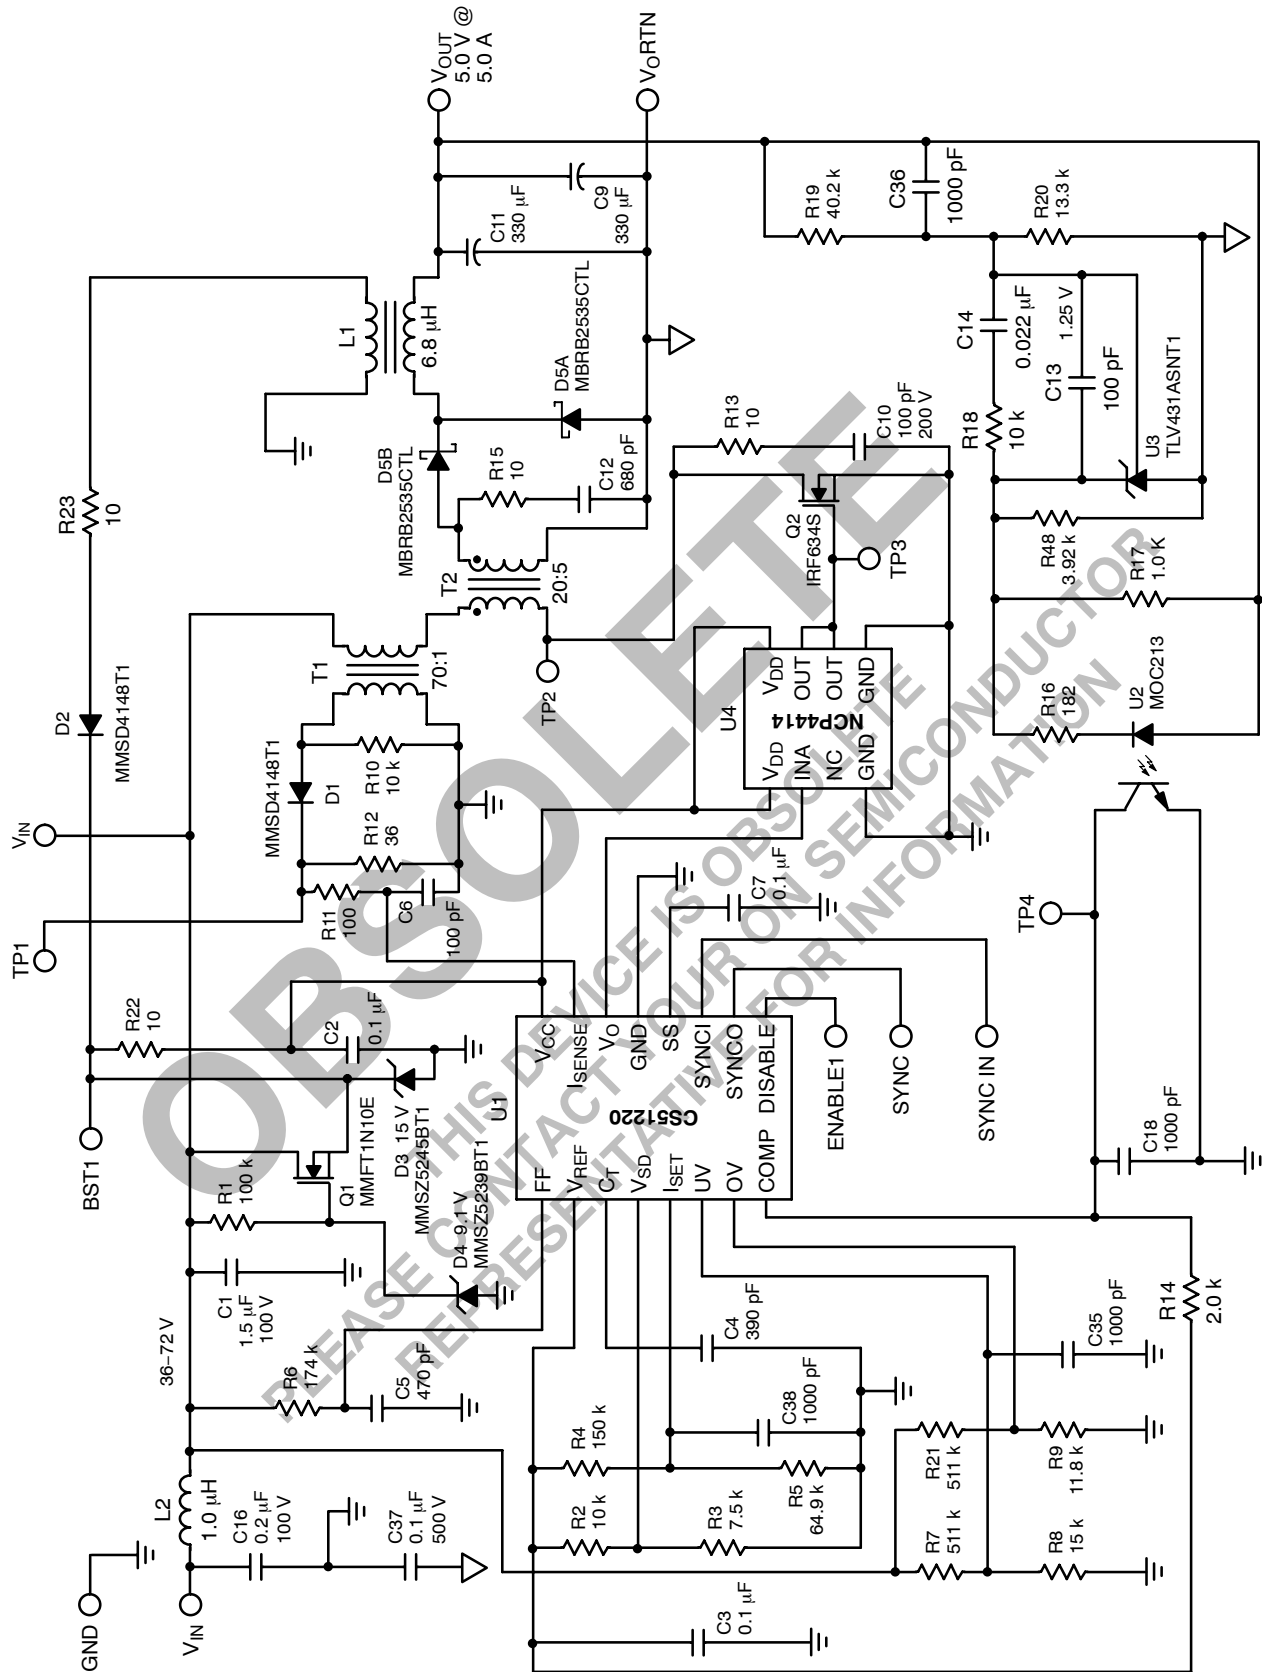 GND
VIN
L2
1.0 µH
C16
0.2 µF
100 V
C37
0.1 µF
500 V
36−72 V
R6
174 k
C5
470 pF
C1
1.5 µF
100 V
R1
100 k
Q1
MMFT1N10E
D4 9.1 V
MMSZ5239BT1
D3 15 V
MMSZ5245BT1
BST1
R22
10
C2
0.1 µF
TP1
VIN
D2
MMSD4148T1
R23
10
MMSD4148T1
D1
R11
100
R12
36
R10
10 k
C6
100 pF
T1
70:1
T2
20:5
TP2
L1
6.8 µH
D5B
MBRB2535CTL
D5A
MBRB2535CTL
R15
10
C12
680 pF
C11
330 µF
C9
330 µF
VOUT
5.0 V @
5.0 A
VORTN
U1
CS51220
FF
VREF
CT
VSD
ISET
UV
OV
COMP
VCC
ISENSE
VO
GND
SS
SYNCI
SYNCO
DISABLE
C7
0.1 µF
ENABLE1
SYNC
SYNC IN
U4
NCP4414
VDD
INA
NC
GND
VDD
OUT
OUT
GND
Q2
IRF634S
TP3
R13
10
C10
100 pF
200 V
R19
40.2 k
C36
1000 pF
R20
13.3 k
C14
0.022 µF
R18
10 k
C13
100 pF
1.25 V
U3
TLV431ASNT1
R48
3.92 k
R17
1.0 K
R16
182
U2
MOC213
TP4
C18
1000 pF
R14
2.0 k
C3
0.1 µF
R2
10 k
R3
7.5 k
R4
150 k
R5
64.9 k
C38
1000 pF
C4
390 pF
R7
511 k
R8
15 k
R21
511 k
R9
11.8 k
C35
1000 pF
OBSOLETE
THIS DEVICE IS OBSOLETE
PLEASE CONTACT YOUR ON SEMICONDUCTOR
REPRESENTATIVE FOR INFORMATION